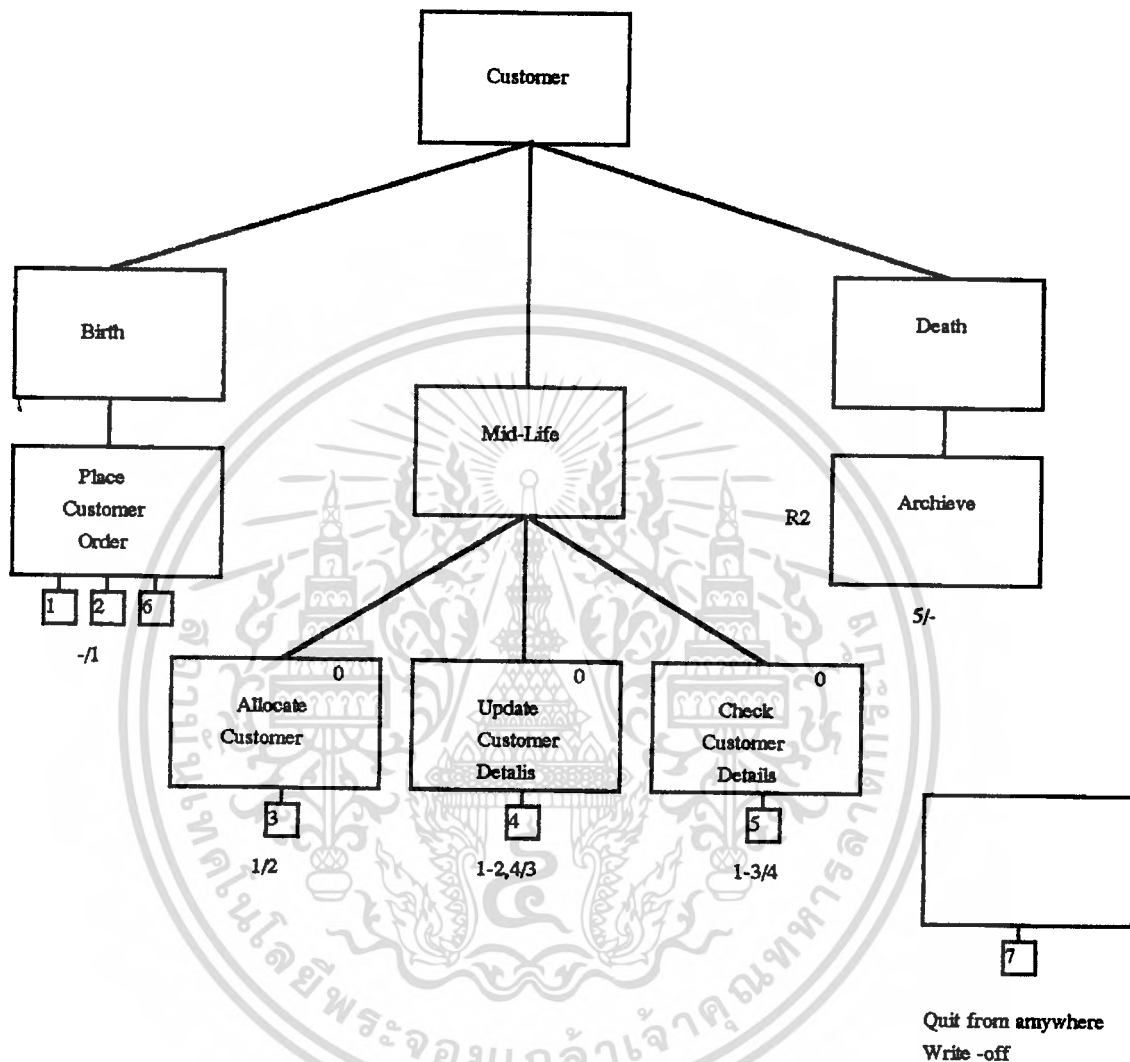 Customer
Birth
Death
Mid-Life
Place
Customer
Order
R2
Archieve
1 2 6
-/1
5/-
0
Allocate
Customer
0
Update
Customer
Detalis
0
Check
Customer
Details
3
4
5
1/2
1-2,4/3
1-3/4
7
Quit from anywhere
Write -off